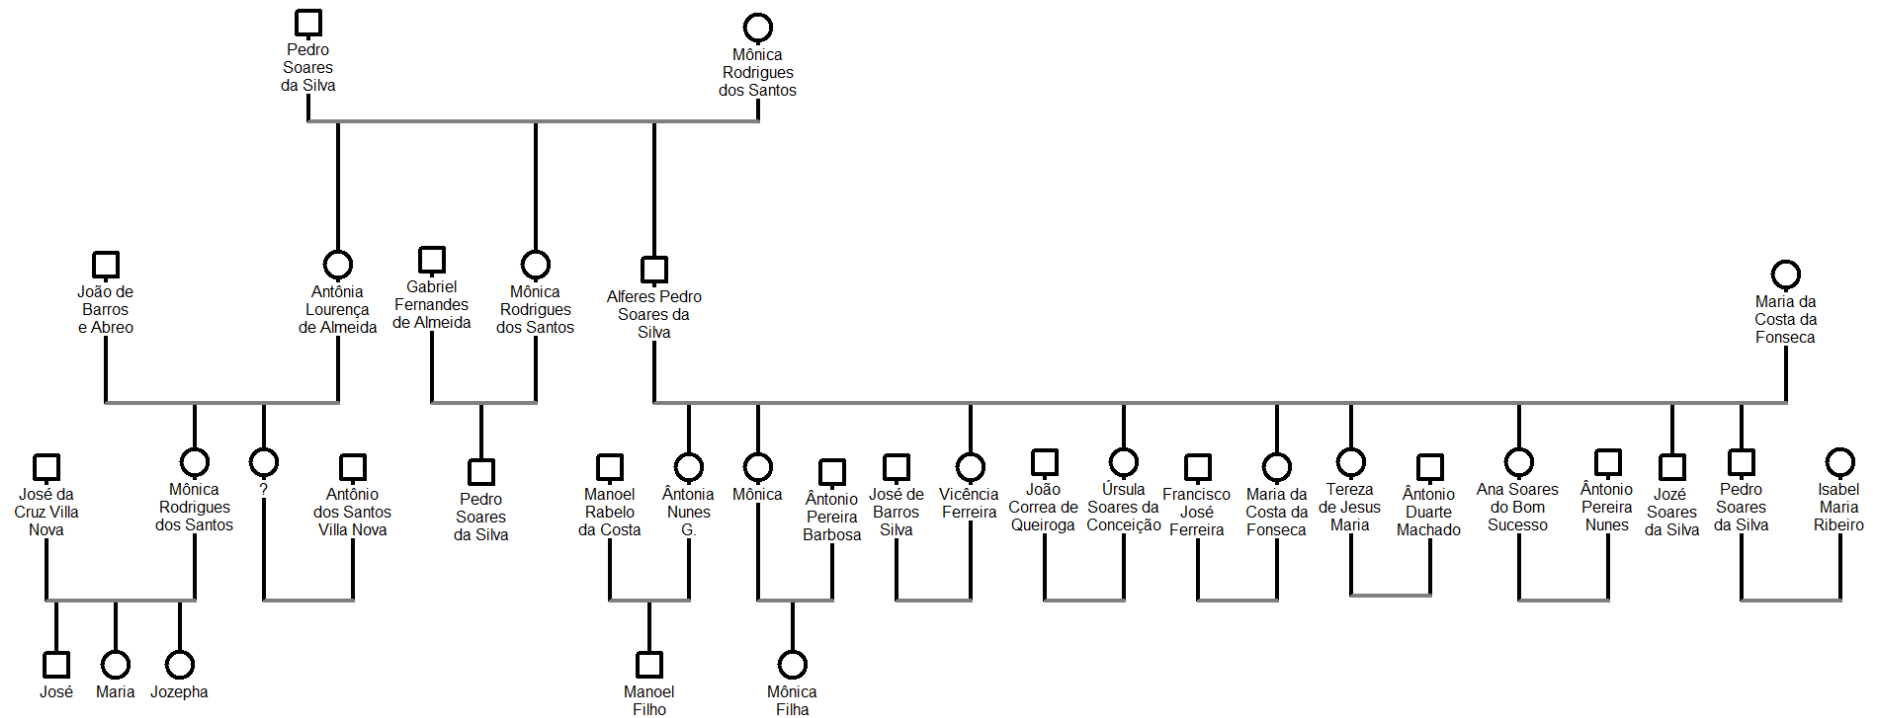 Pedro
Soares
da Silva
Mônica
Rodrigues
dos Santos
João de
Barros
e Abreo
Antônia
Lourença
de Almeida
Gabriel
Fernandes
de Almeida
Mônica
Rodrigues
dos Santos
Alferes Pedro
Soares da
Silva
Maria da
Costa da
Fonseca
José da
Cruz Villa
Nova
Mônica
Rodrigues
dos Santos
?
Antônio
dos Santos
Villa Nova
Pedro
Soares
da Silva
Manoel
Rabelo
da Costa
Ântonia
Nunes
G.
Mônica
Ântonio
Pereira
Barbosa
José de
Barros
Silva
Vicência
Ferreira
João
Correa de
Queiroga
Úrsula
Soares da
Conceição
Francisco
José
Ferreira
Maria da
Costa da
Fonseca
Tereza
de Jesus
Maria
Ântonio
Duarte
Machado
Ana Soares
do Bom
Sucesso
Ântonio
Pereira
Nunes
Jozé
Soares
da Silva
Pedro
Soares
da Silva
Isabel
Maria
Ribeiro
José
Maria
Jozepha
Manoel
Filho
Mônica
Filha